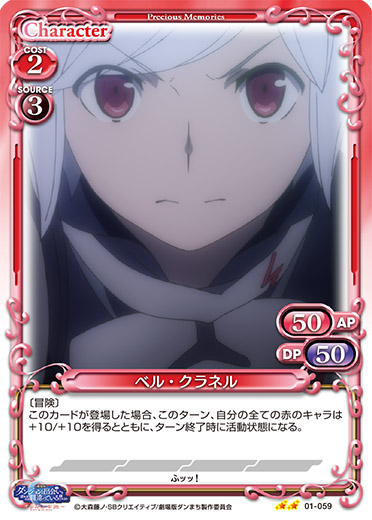 Precious Memories
Character
COST
2
SOURCE
3
50 AP
DP 50
ベル・クラネル
[冒険]
このカードが登場した場合、このターン、自分の全ての赤のキャラは
+10/+10を得るとともに、ターン終了時に活動状態になる。
ふッッ!
©大森藤ノ・SBクリエイティブ/劇場版ダンまち製作委員会
01-059